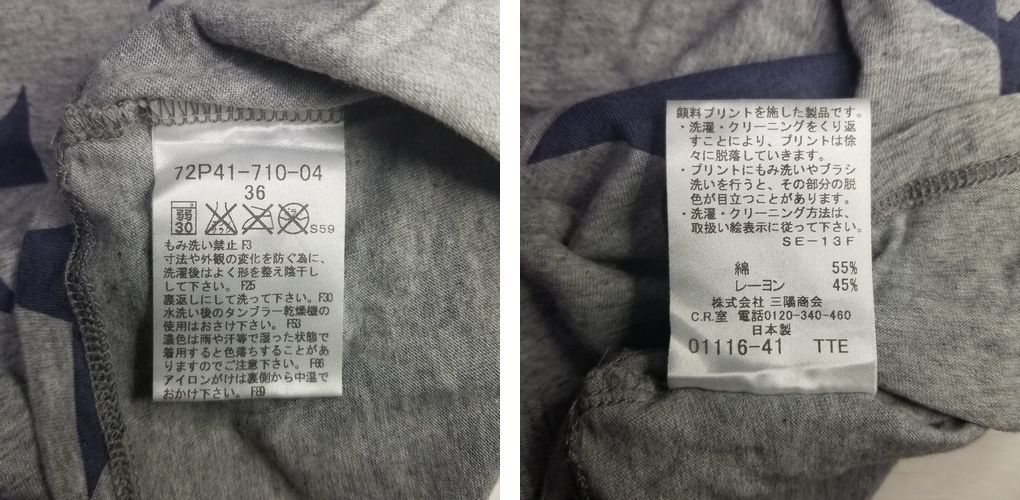 72P41-710-04
36
弱
30
S59
もみ洗い禁止 F3
寸法や外観の変化を防ぐ為に、
洗濯後はよく形を整え陰干し
して下さい。F25
裏返しにして洗って下さい。F30
水洗い後のタンブラー乾燥機の
使用はおさけ下さい。F53
濃色は雨や汗等で湿った状態で
着用すると色落ちすることがあ
りますのでご注意下さい。F66
アイロンがけは裏側から中温で
おかけ下さい。F69
顔料プリントを施した製品です。
・洗濯・クリーニングをくり返
すことにより、プリントは徐
々に脱落していきます。
・プリントにもみ洗いやブラシ
洗いを行うと、その部分の脱
色が目立つことがあります。
・洗濯・クリーニング方法は、
取扱い絵表示に従って下さい。
SE-13F
綿 55%
レーヨン 45%
株式会社 三陽商会
C.R.室 電話0120-340-460
日本製
01116-41 TTE